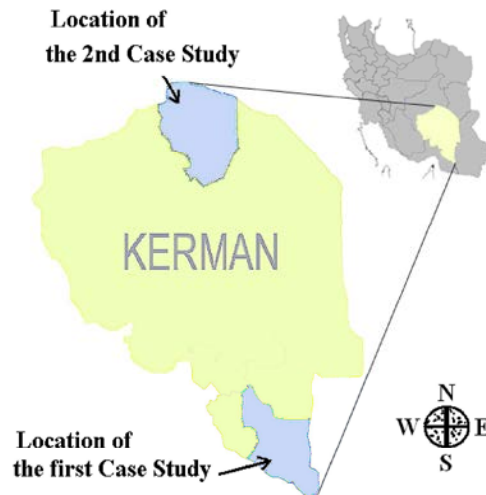 Location of
the 2nd Case Study
KERMAN
N
W E
S
Location of
the first Case Study